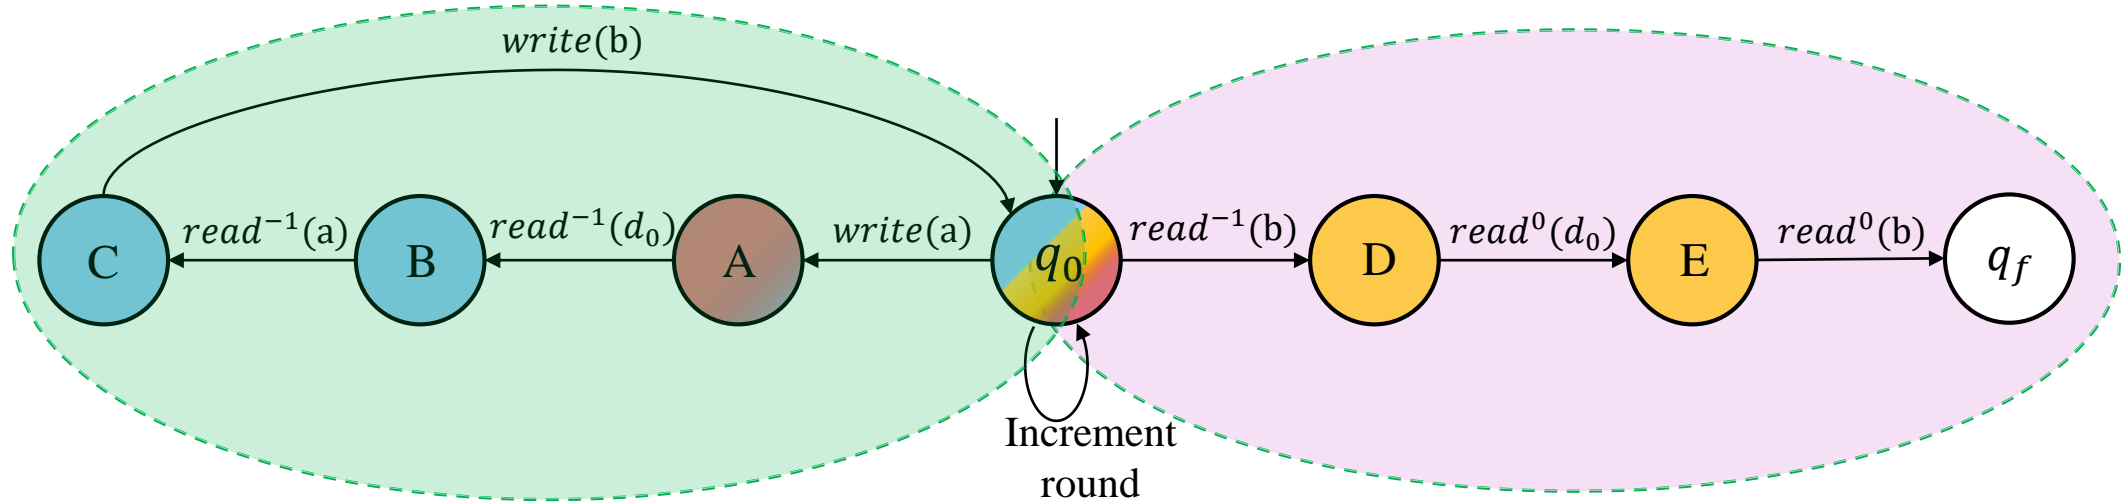 write(b)
C
read⁻¹(a)
B
read⁻¹(d₀)
A
write(a)
q₀
read⁻¹(b)
D
read⁰(d₀)
E
read⁰(b)
q_f
Increment
round